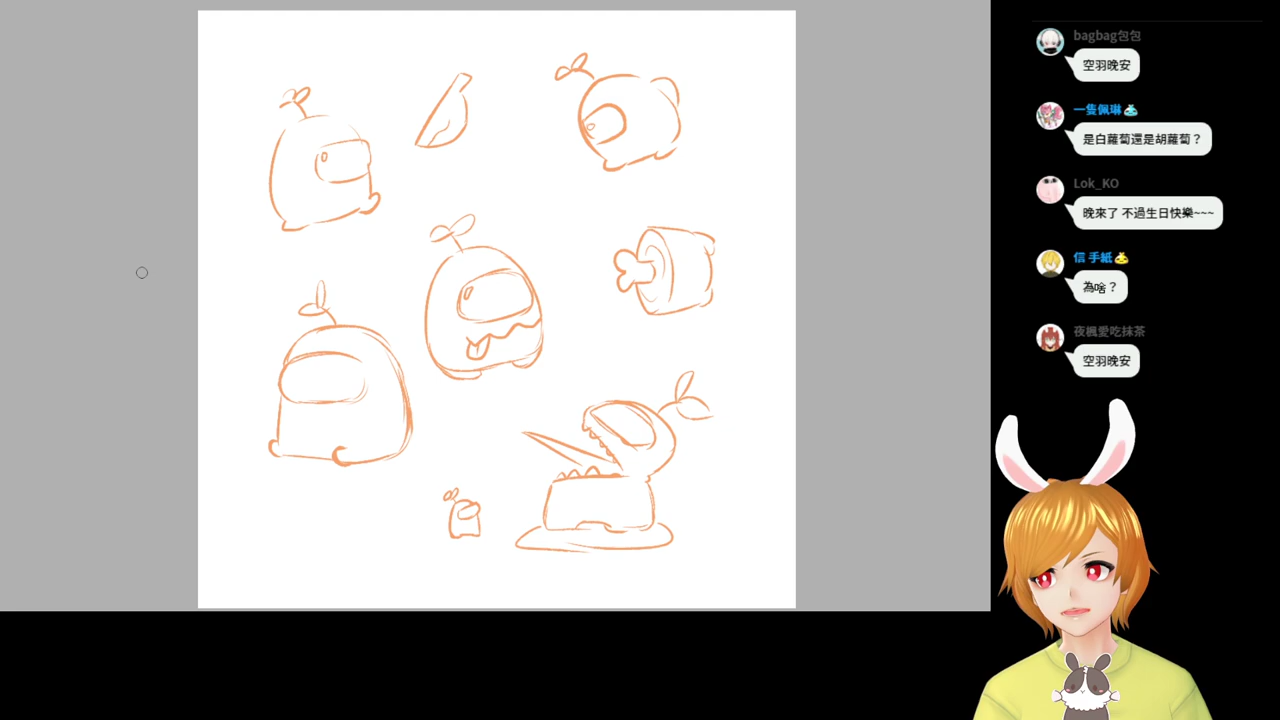 bagbag包包
空羽晚安
一隻佩琳
是白蘿蔔還是胡蘿蔔？
Lok_KO
晚來了 不過生日快樂~~~
信 手紙
為啥？
夜楓愛吃抹茶
空羽晚安